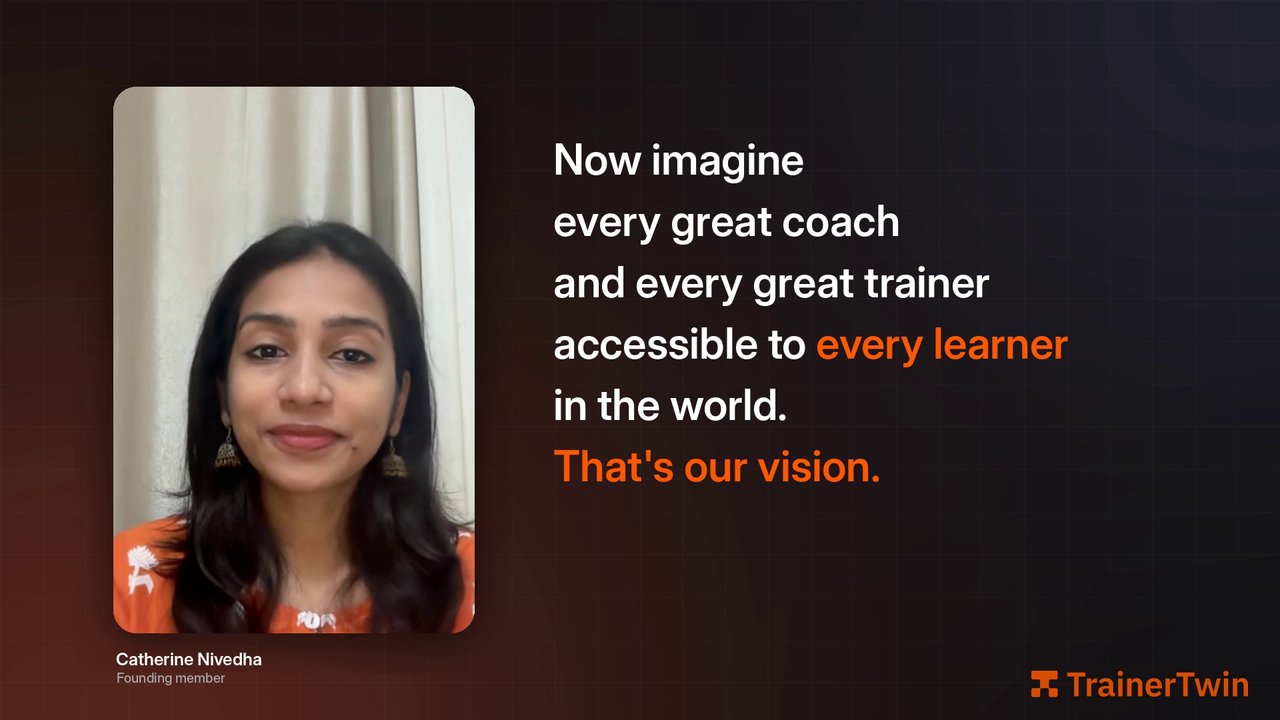 Now imagine
every great coach
and every great trainer
accessible to every learner
in the world.
That's our vision.
Catherine Nivedha
Founding member
TrainerTwin